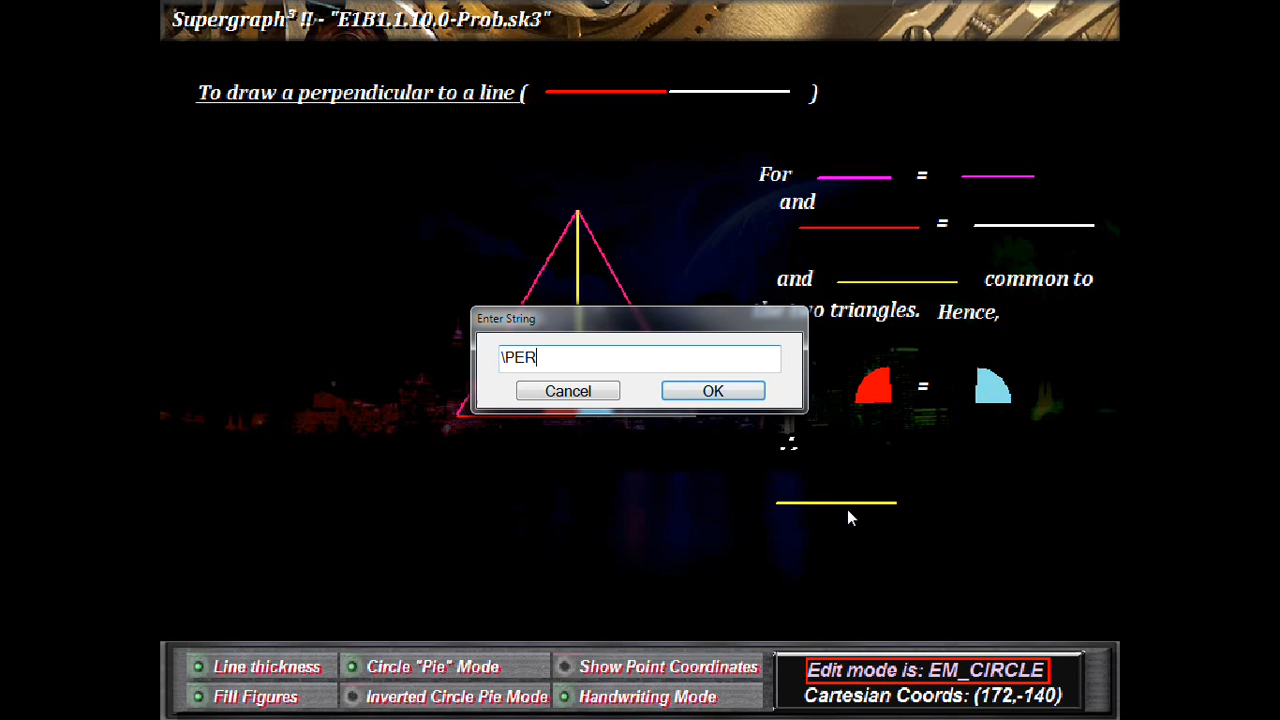 Supergraph³ !! - "E1B1.1.10.0-Prob.sk3"
To draw a perpendicular to a line ( )
For =
and
=
and common to
the two triangles. Hence,
Enter String
\PER
Cancel OK
=
∴
Line thickness Circle "Pie" Mode Show Point Coordinates
Fill Figures Inverted Circle Pie Mode Handwriting Mode
Edit mode is: EM_CIRCLE
Cartesian Coords: (172,-140)